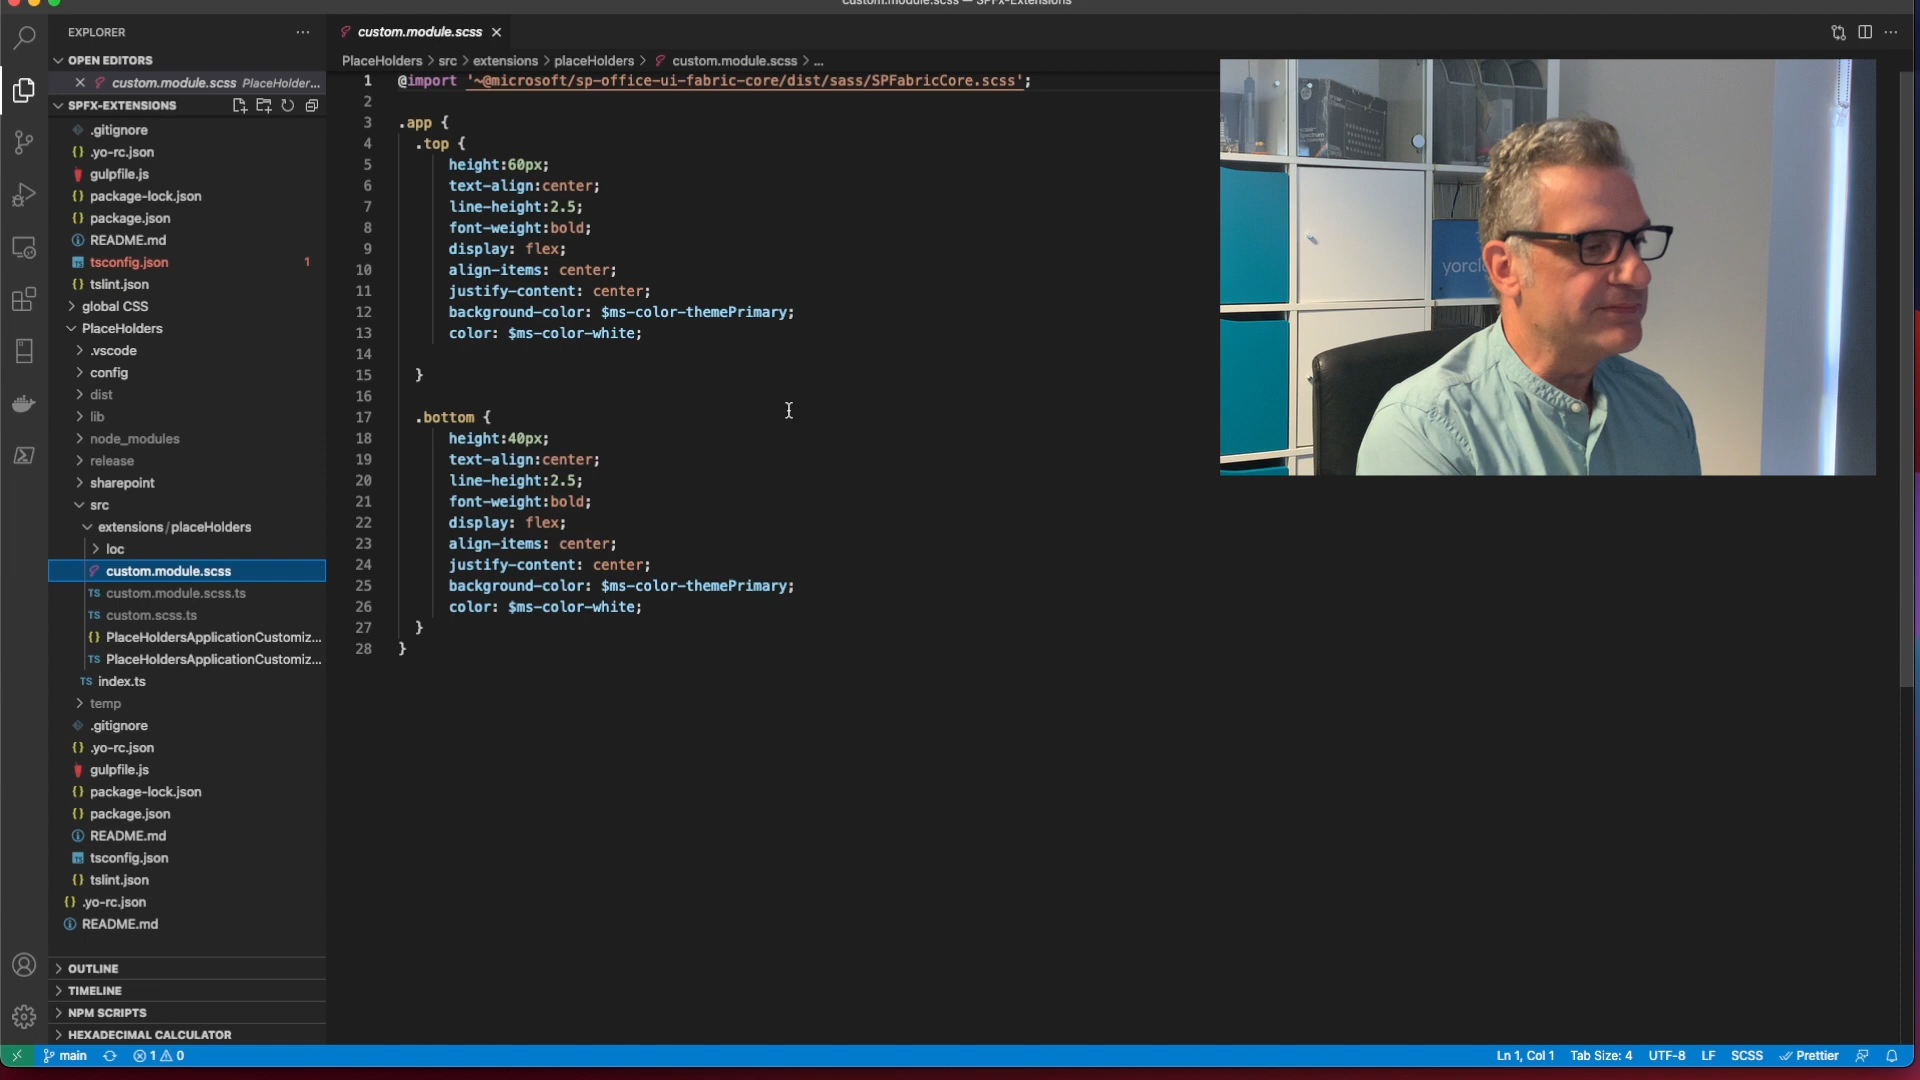 custom.module.scss — SPFx-Extensions
EXPLORER
OPEN EDITORS
custom.module.scss PlaceHolder...
SPFX-EXTENSIONS
.gitignore
.yo-rc.json
gulpfile.js
package-lock.json
package.json
README.md
tsconfig.json 1
tslint.json
global CSS
PlaceHolders
.vscode
config
dist
lib
node_modules
release
sharepoint
src
extensions/placeHolders
loc
custom.module.scss
TS custom.module.scss.ts
TS custom.scss.ts
{} PlaceHoldersApplicationCustomiz...
TS PlaceHoldersApplicationCustomiz...
TS index.ts
temp
.gitignore
.yo-rc.json
gulpfile.js
package-lock.json
package.json
README.md
tsconfig.json
tslint.json
.yo-rc.json
README.md
OUTLINE
TIMELINE
NPM SCRIPTS
HEXADECIMAL CALCULATOR
custom.module.scss
PlaceHolders > src > extensions > placeHolders > custom.module.scss > ...
1 @import '~@microsoft/sp-office-ui-fabric-core/dist/sass/SPFabricCore.scss';
2
3 .app {
4 .top {
5 height:60px;
6 text-align:center;
7 line-height:2.5;
8 font-weight:bold;
9 display: flex;
10 align-items: center;
11 justify-content: center;
12 background-color: $ms-color-themePrimary;
13 color: $ms-color-white;
14
15 }
16
17 .bottom {
18 height:40px;
19 text-align:center;
20 line-height:2.5;
21 font-weight:bold;
22 display: flex;
23 align-items: center;
24 justify-content: center;
25 background-color: $ms-color-themePrimary;
26 color: $ms-color-white;
27 }
28 }
main 1 0 Ln 1, Col 1 Tab Size: 4 UTF-8 LF SCSS Prettier